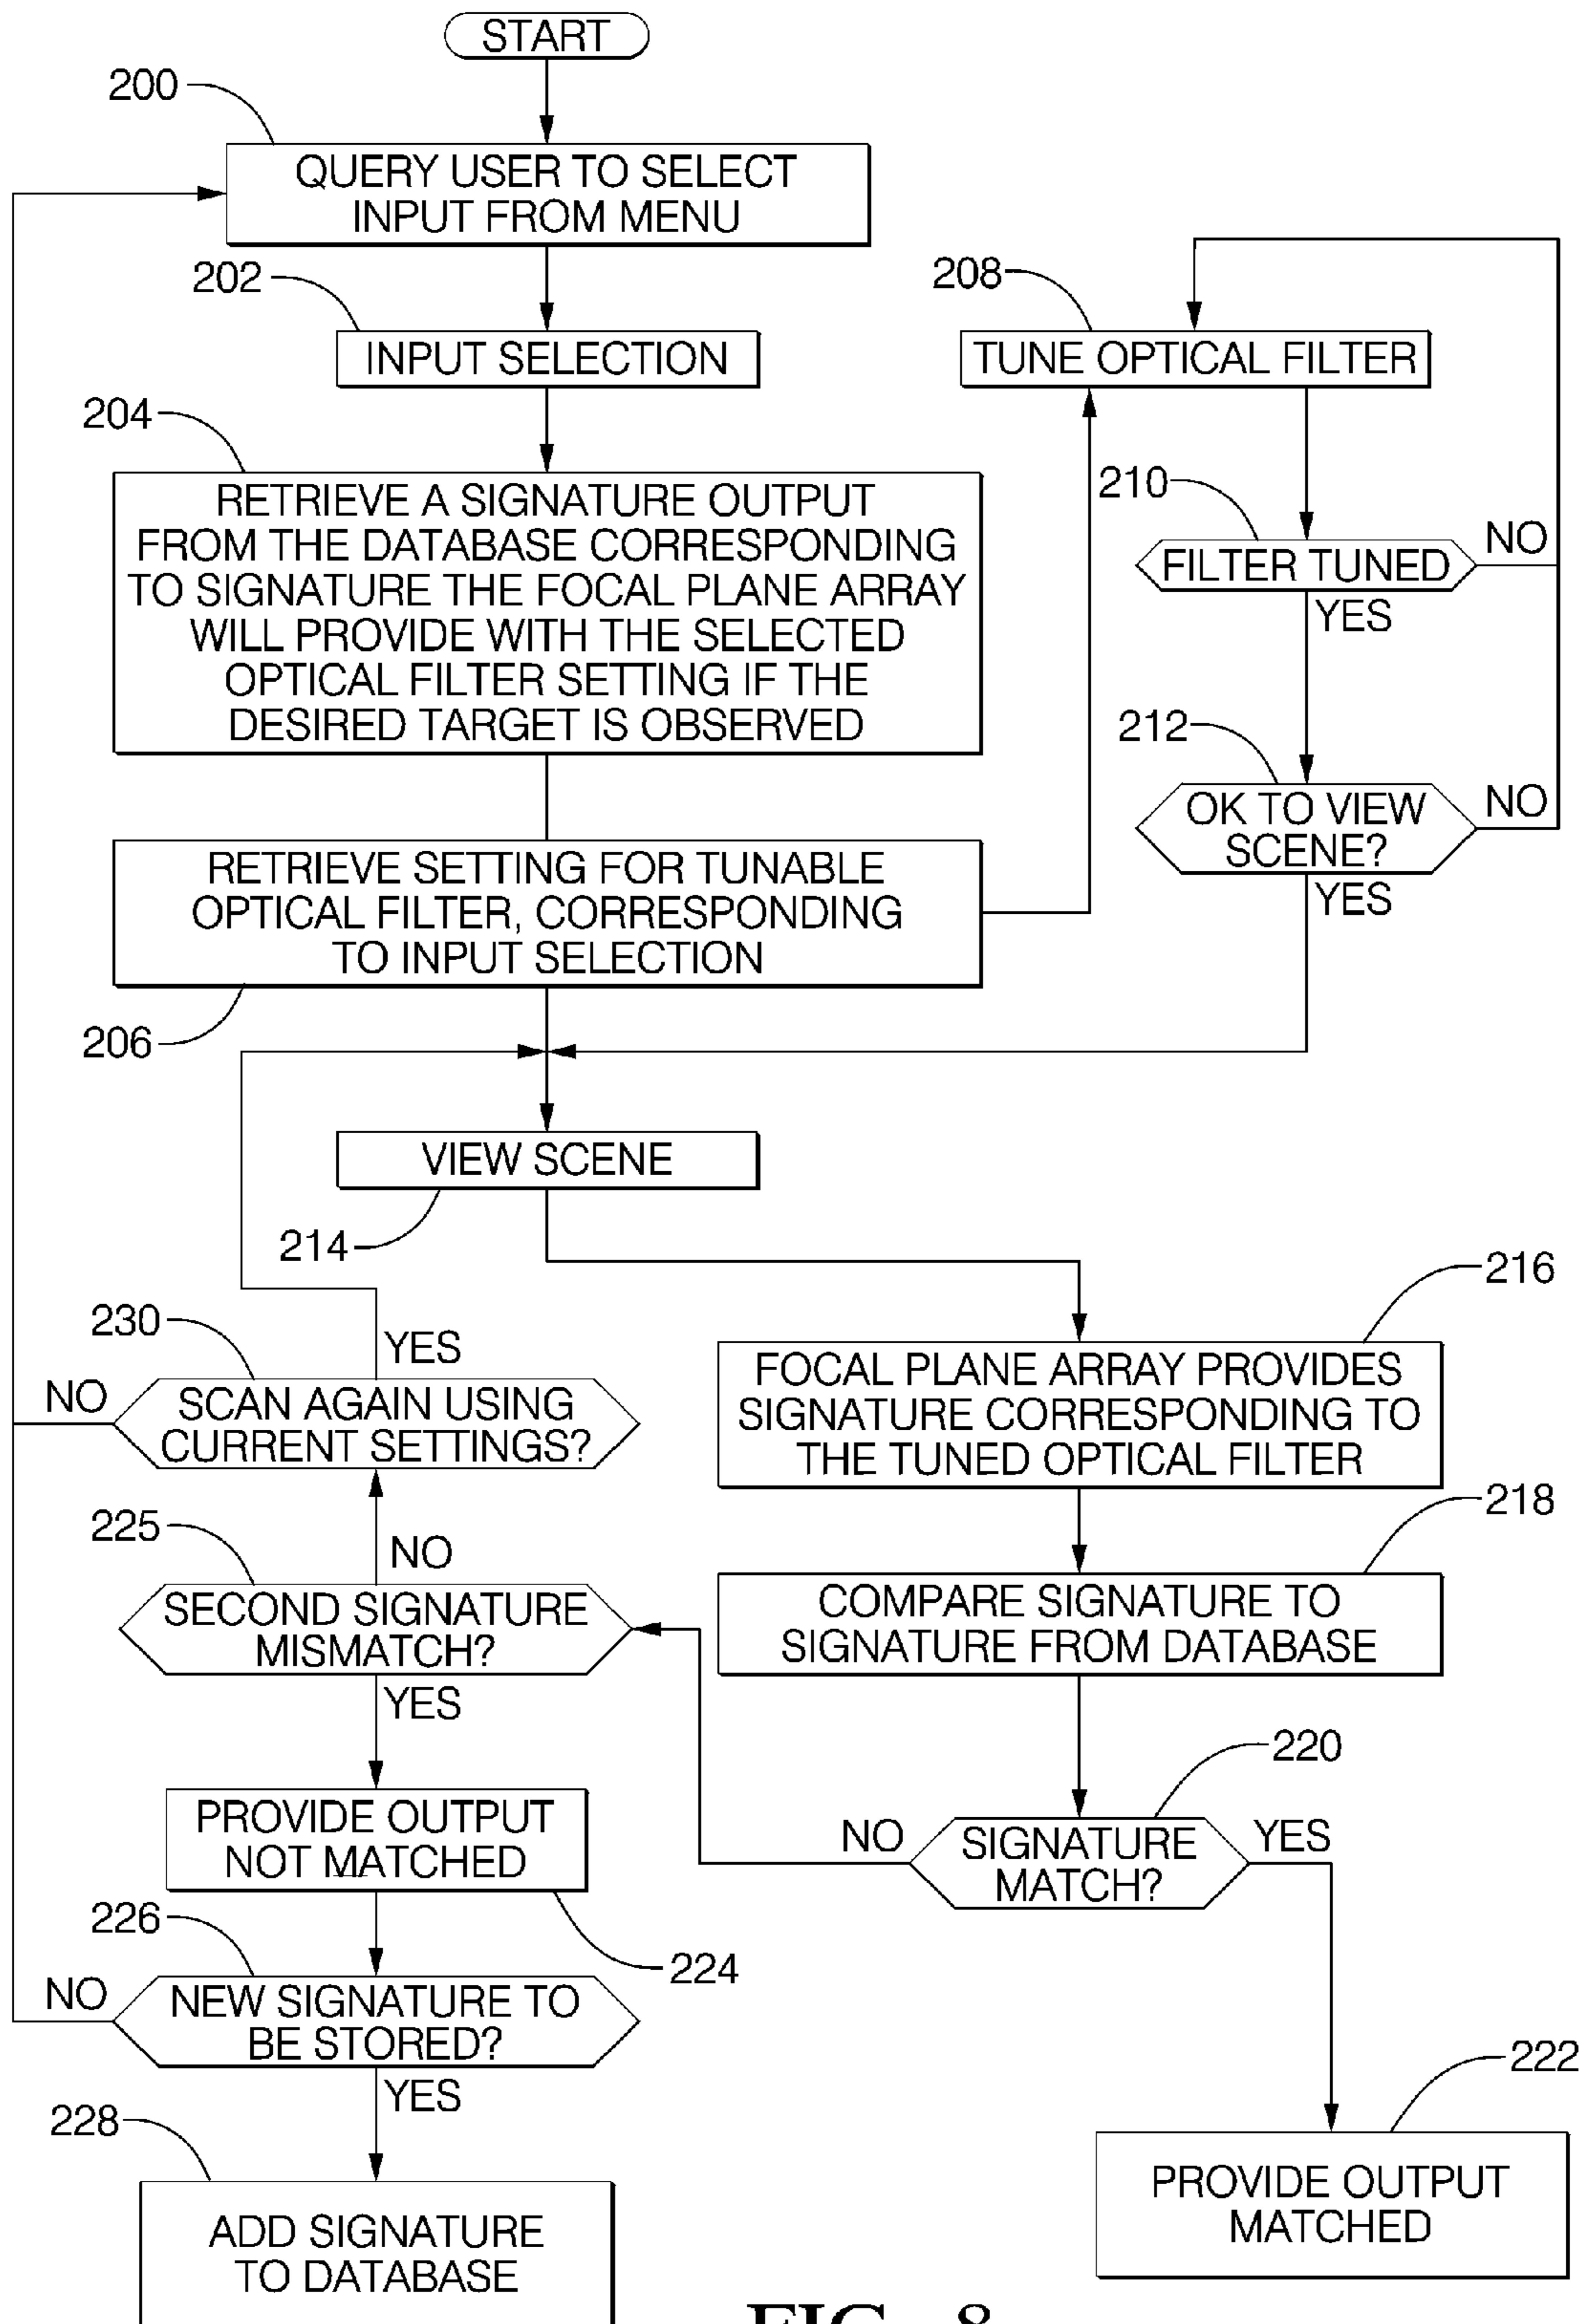 START
200
QUERY USER TO SELECT
INPUT FROM MENU
202
INPUT SELECTION
208
TUNE OPTICAL FILTER
204
RETRIEVE A SIGNATURE OUTPUT
FROM THE DATABASE CORRESPONDING
TO SIGNATURE THE FOCAL PLANE ARRAY
WILL PROVIDE WITH THE SELECTED
OPTICAL FILTER SETTING IF THE
DESIRED TARGET IS OBSERVED
210
FILTER TUNED
NO
YES
212
OK TO VIEW
SCENE?
NO
YES
RETRIEVE SETTING FOR TUNABLE
OPTICAL FILTER, CORRESPONDING
TO INPUT SELECTION
206
VIEW SCENE
214
216
FOCAL PLANE ARRAY PROVIDES
SIGNATURE CORRESPONDING TO
THE TUNED OPTICAL FILTER
230
YES
NO
SCAN AGAIN USING
CURRENT SETTINGS?
218
COMPARE SIGNATURE TO
SIGNATURE FROM DATABASE
225
NO
SECOND SIGNATURE
MISMATCH?
YES
220
NO
SIGNATURE
MATCH?
YES
PROVIDE OUTPUT
NOT MATCHED
224
226
NO
NEW SIGNATURE TO
BE STORED?
YES
222
PROVIDE OUTPUT
MATCHED
228
ADD SIGNATURE
TO DATABASE
FIG. 8